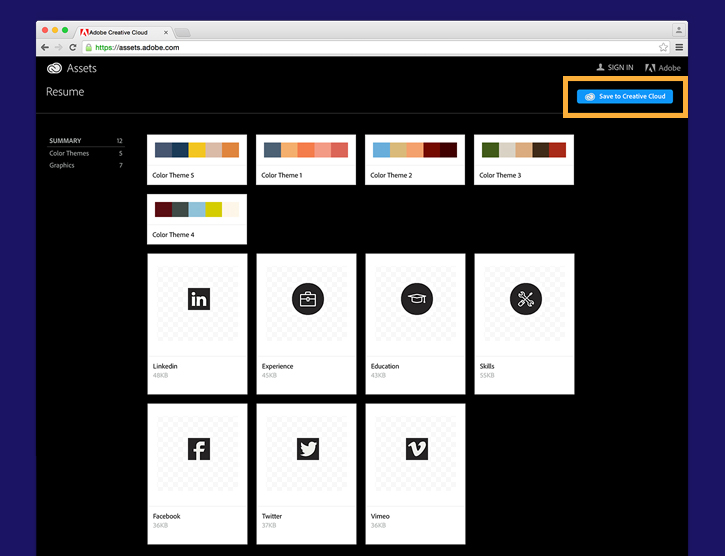 Adobe Creative Cloud
https://assets.adobe.com
Assets
SIGN IN
Adobe
Resume
Save to Creative Cloud
SUMMARY 12
Color Themes 5
Graphics 7
Color Theme 5
Color Theme 1
Color Theme 2
Color Theme 3
Color Theme 4
in
Linkedin
48KB
Experience
45KB
Education
43KB
Skills
55KB
f
Facebook
36KB
Twitter
37KB
Vimeo
36KB